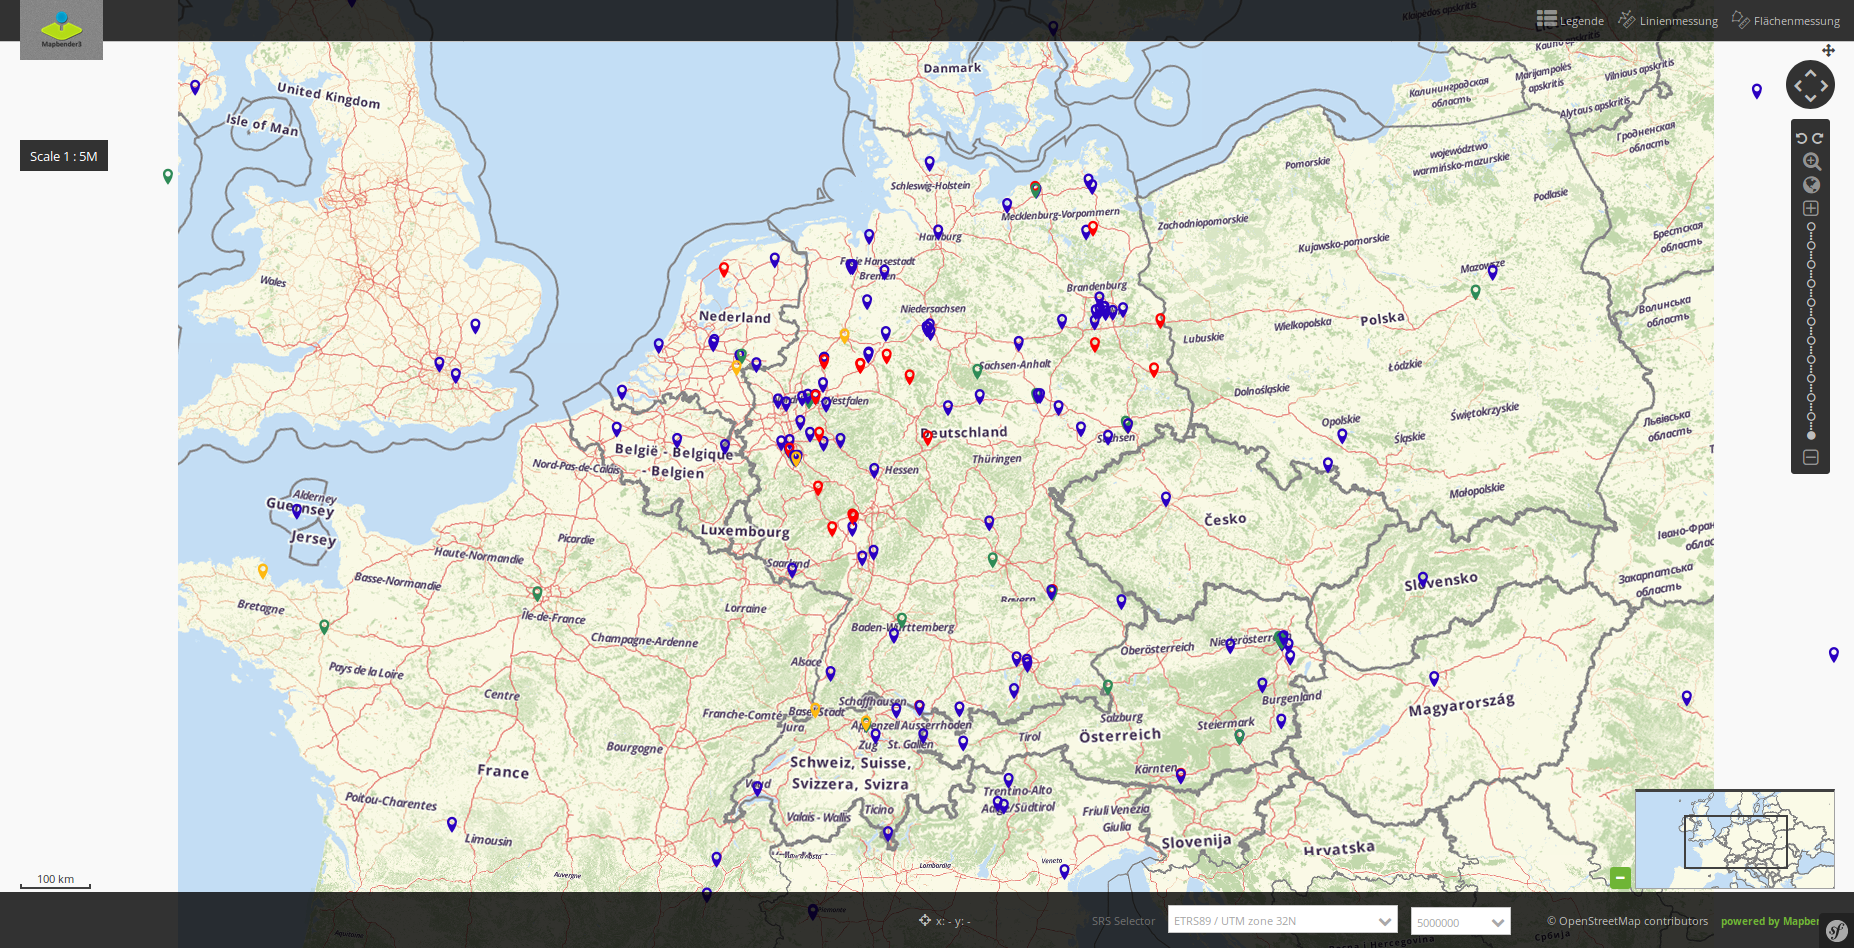 Mapbender3
Legende
Linienmessung
Flächenmessung
Klaipėdos apskritis
Kauno apskritis
Danmark
Marijampolės
apskritis
Vilniaus apskritis
Калининградская
область
Alytaus apskritis
United Kingdom
Isle of Man
Гродненская
область
Scale 1 : 5M
Pomorskie
województwo
warmińsko-mazurskie
Podlasie
Schleswig-Holstein
Mecklenburg-Vorpommern
Zachodniopomorskie
Hamburg
Kujawsko-pomorskie
Брестская
область
Freie Hansestadt
Bremen
Mazowsze
Wales
Brandenburg
Niedersachsen
Волинська
область
Nederland
Wielkopolska
Polska
Lubuskie
Sachsen-Anhalt
Łódzkie
Dolnośląskie
Nordrhein-Westfalen
Świętokrzyskie
Opolskie
Львівська
область
Deutschland
Sachsen
Śląskie
België - Belgique
- Belgien
Nord-Pas-de-Calais
Hessen
Thüringen
Małopolskie
Alderney
Guernsey
Jersey
Česko
Luxembourg
Picardie
Haute-Normandie
Івано-Фран
облас
Saarland
Basse-Normandie
Slovensko
Закарпатська
область
Bretagne
Île-de-France
Lorraine
Bayern
Champagne-Ardenne
Baden-Württemberg
Niederösterreich
Oberösterreich
Alsace
Pays de la Loire
Centre
Schaffhausen
Burgenland
Franche-Comté
Basel-Stadt
Jura
Appenzell Ausserrhoden
Salzburg
Steiermark
Magyarország
Zug
St. Gallen
Tirol
Österreich
Bourgogne
France
Schweiz, Suisse,
Svizzera, Svizra
Kärnten
Vaud
Trentino-Alto
Adige/Südtirol
Poitou-Charentes
Ticino
Valais - Wallis
Friuli Venezia
Giulia
Limousin
Slovenija
Hrvatska
Valle d'Aosta
Lombardia
Veneto
Auvergne
100 km
Piemonte
Aquitaine
x: - y: -
SRS Selector
ETRS89 / UTM zone 32N
5000000
© OpenStreetMap contributors
powered by Mapben
Bosna i Hercegovina
Србија
sf